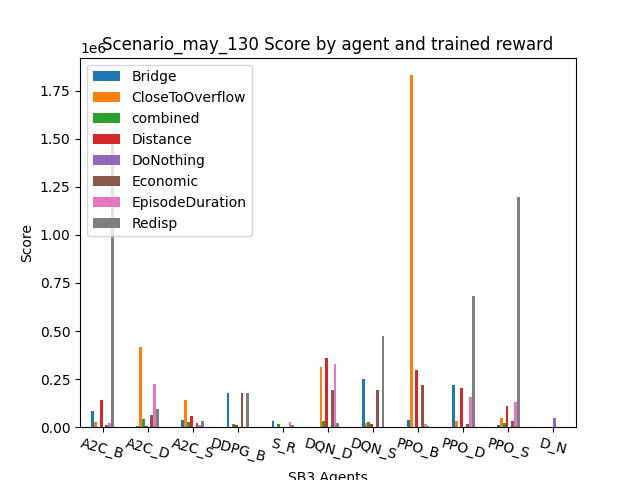 Scenario_may_130 Score by agent and trained reward
1e6
Bridge
CloseToOverflow
combined
Distance
DoNothing
Economic
EpisodeDuration
Redisp
Score
1.75
1.50
1.25
1.00
0.75
0.50
0.25
0.00
A2C_B A2C_D A2C_S DDPG_B S_R DQN_D DQN_S PPO_B PPO_D PPO_S D_N
SB3 Agents